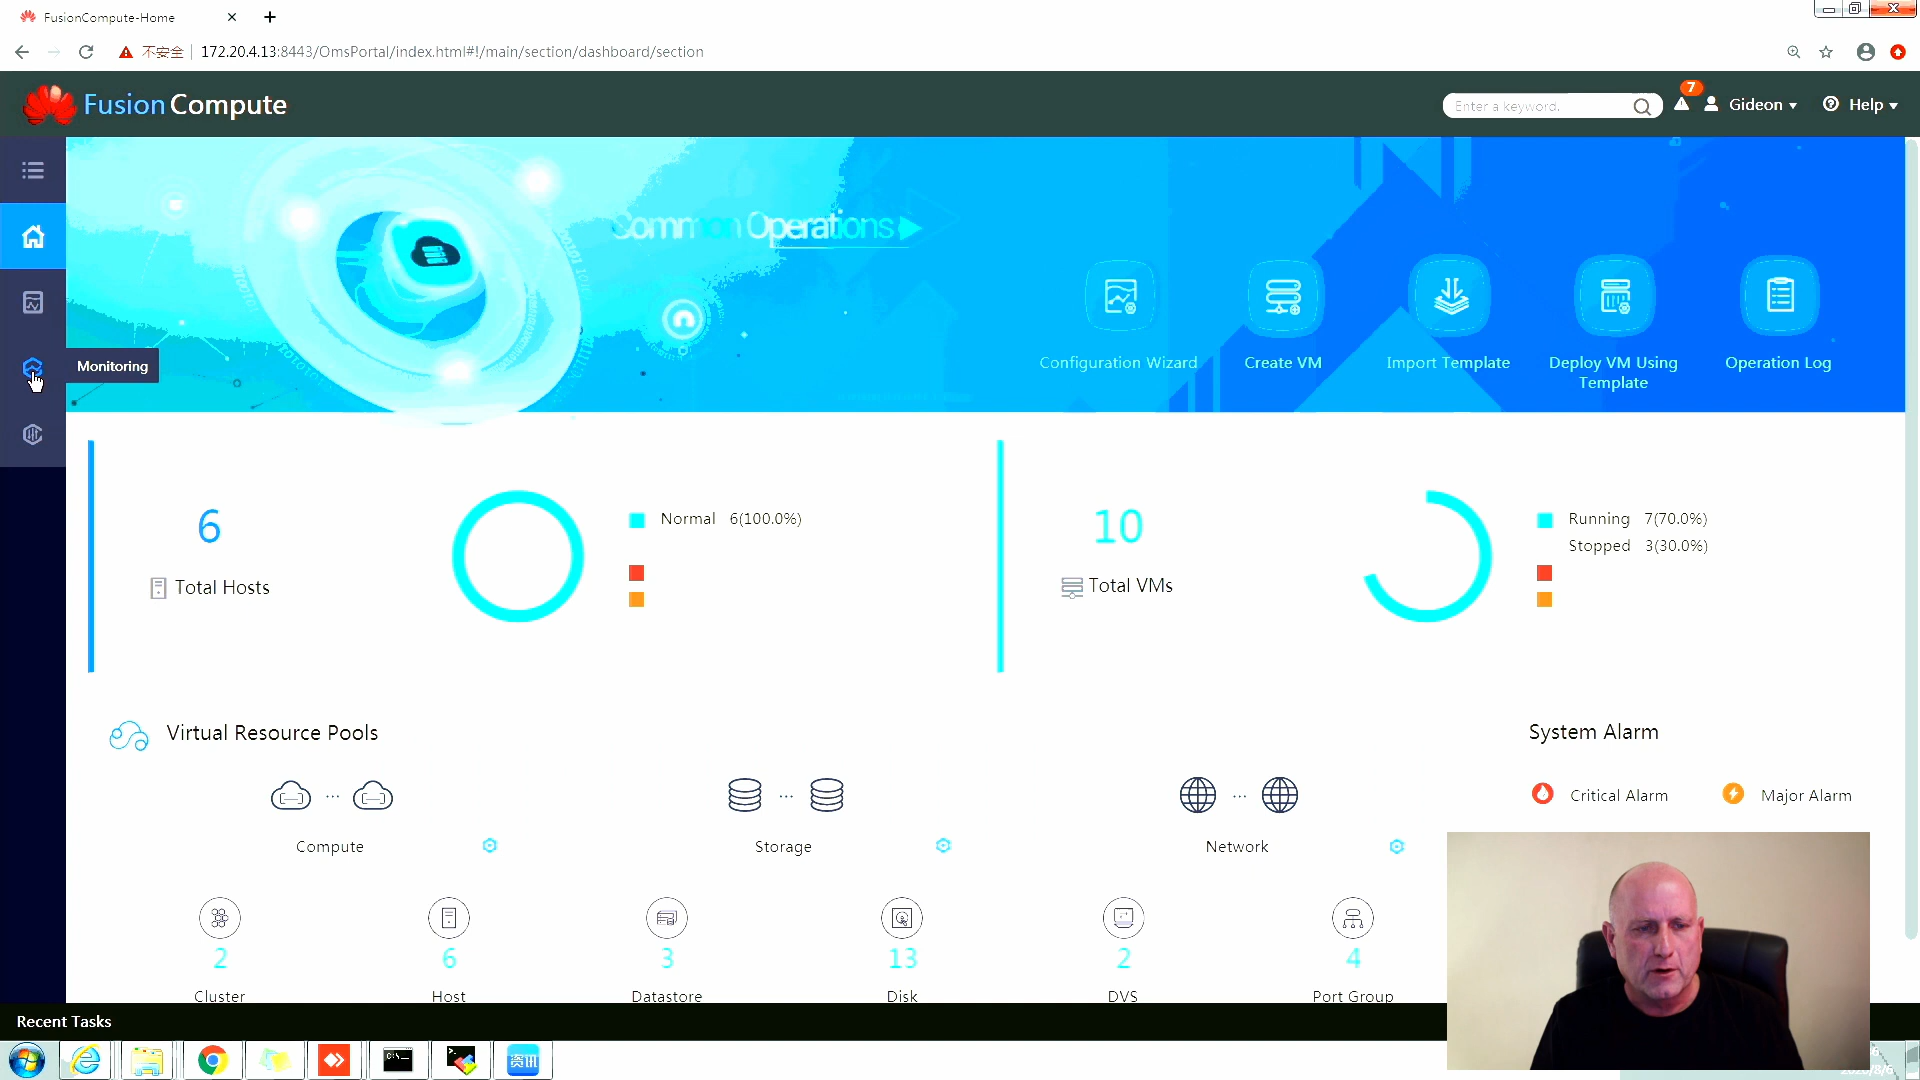 FusionCompute-Home
不安全
172.20.4.13:8443/OmsPortal/index.html#!/main/section/dashboard/section
FusionCompute
Enter a keyword.
7
Gideon
Help
Common Operations
Configuration Wizard
Create VM
Import Template
Deploy VM Using
Template
Operation Log
Monitoring
6
Total Hosts
Normal 6(100.0%)
10
Total VMs
Running 7(70.0%)
Stopped 3(30.0%)
Virtual Resource Pools
System Alarm
Critical Alarm
Major Alarm
Compute
Storage
Network
2
6
3
13
2
4
Cluster
Host
Datastore
Disk
DVS
Port Group
Recent Tasks
资讯